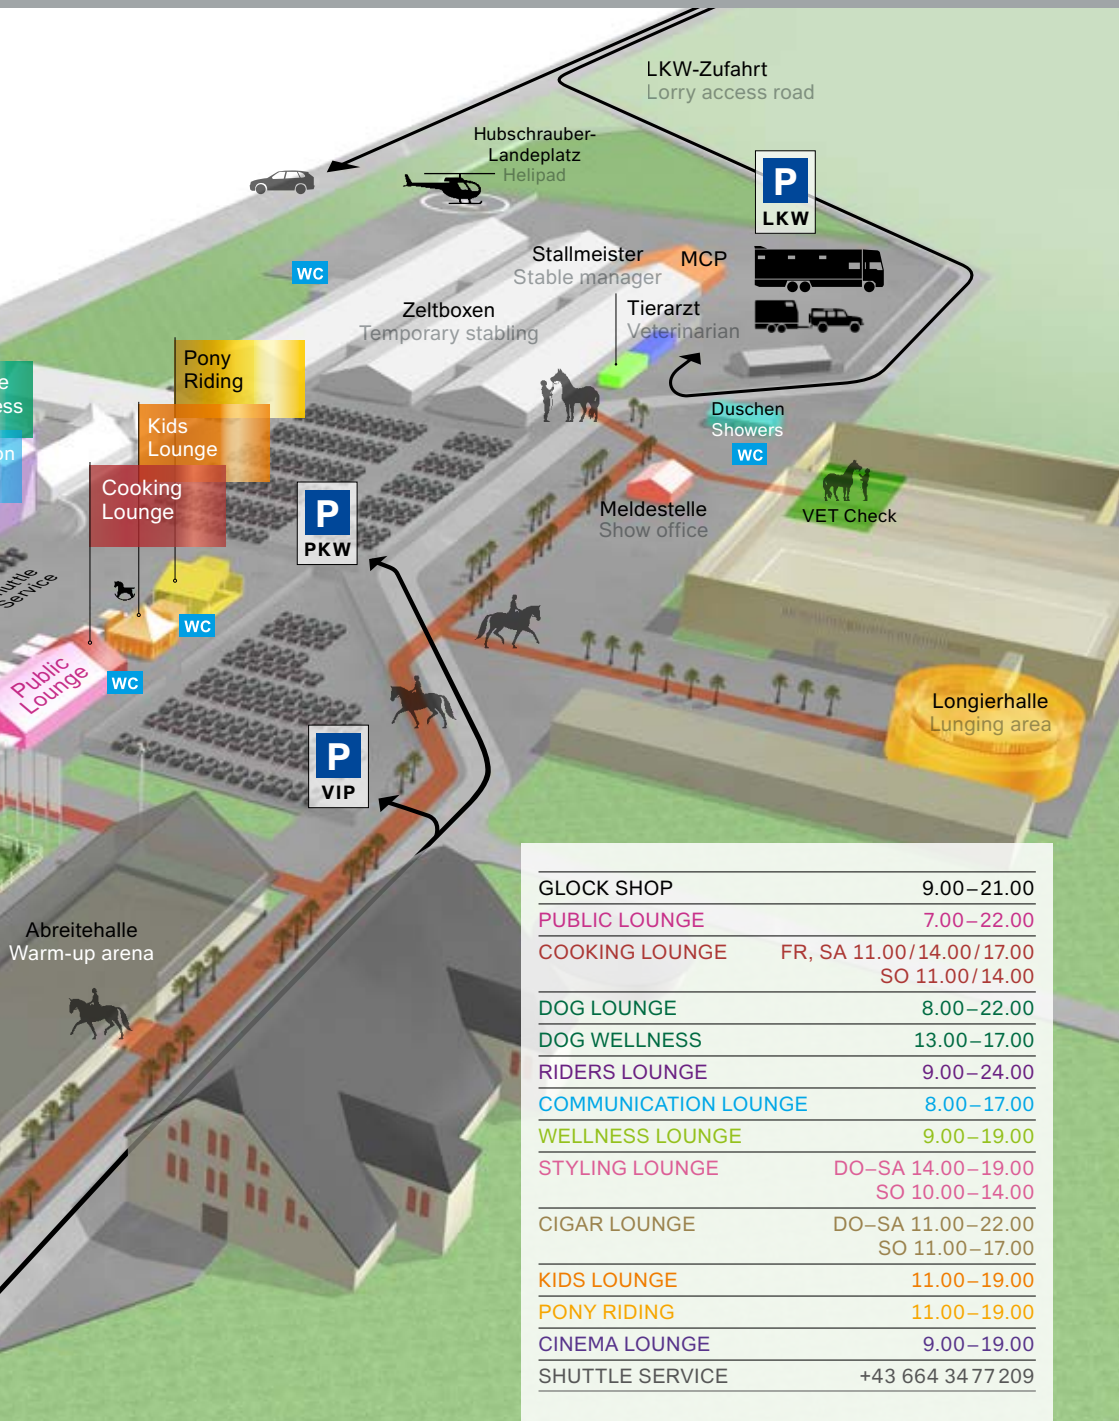 LKW-Zufahrt
Lorry access road
Hubschrauber-
Landeplatz
Helipad
P
LKW
WC
Stallmeister
Stable manager
MCP
Zeltboxen
Temporary stabling
Tierarzt
Veterinarian
Pony
Riding
e
ess
Kids
Lounge
on
Cooking
Lounge
Duschen
Showers
WC
P
PKW
Meldestelle
Show office
VET Check
uttle
Service
WC
Public
Lounge
WC
Longierhalle
Lunging area
P
VIP
Abreitehalle
Warm-up arena
GLOCK SHOP 9.00–21.00
PUBLIC LOUNGE 7.00–22.00
COOKING LOUNGE FR, SA 11.00/14.00/17.00
SO 11.00/14.00
DOG LOUNGE 8.00–22.00
DOG WELLNESS 13.00–17.00
RIDERS LOUNGE 9.00–24.00
COMMUNICATION LOUNGE 8.00–17.00
WELLNESS LOUNGE 9.00–19.00
STYLING LOUNGE DO–SA 14.00–19.00
SO 10.00–14.00
CIGAR LOUNGE DO–SA 11.00–22.00
SO 11.00–17.00
KIDS LOUNGE 11.00–19.00
PONY RIDING 11.00–19.00
CINEMA LOUNGE 9.00–19.00
SHUTTLE SERVICE +43 664 34 77 209